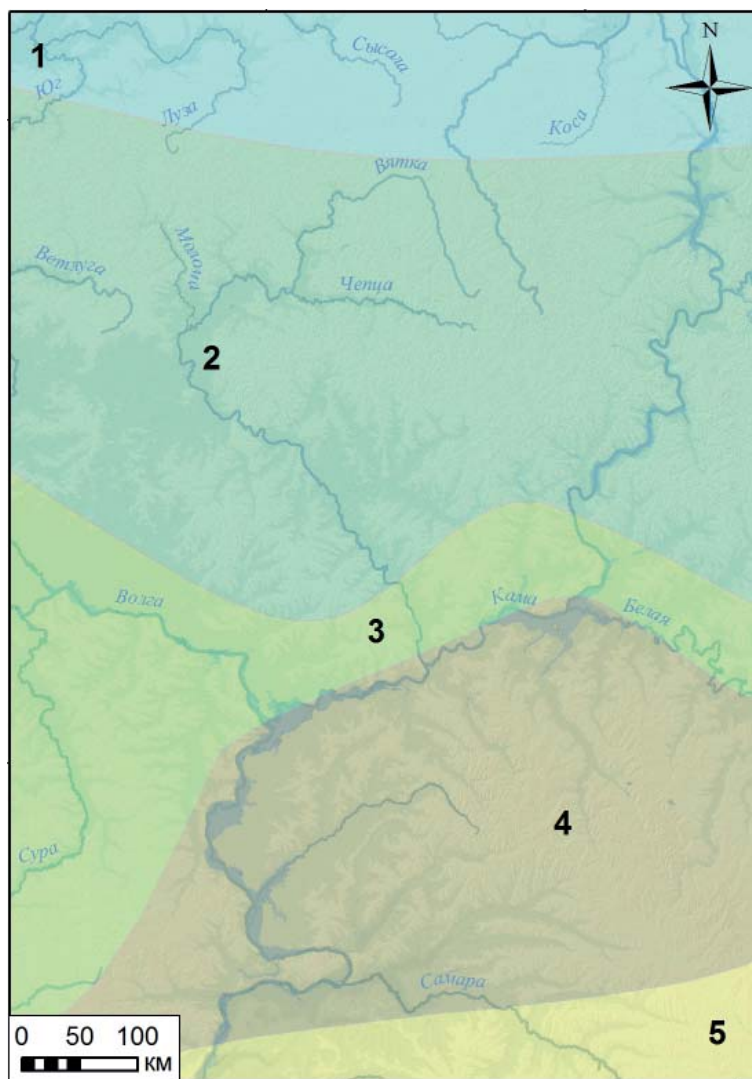 N
1
Сысола
Юг
Луза
Коса
Вятка
Молома
Ветлуга
Чепца
2
Волга
Кама
Белая
3
4
Сура
Самара
0 50 100
КМ
5